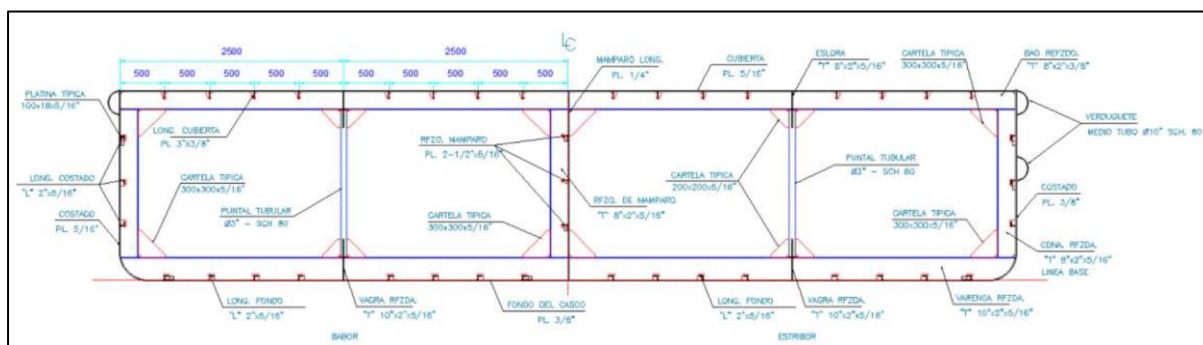 2500
2500
500 500 500 500 500 500 500 500 500 500
MAMPARO LONG.
PL. 1/4"
CUBIERTA
PL. 5/16"
ESLORA
"T" 8"x2"x5/16"
CARTELA TIPICA
300x300x5/16"
BAO REFZDO.
"T" 8"x2"x3/8"
PLATINA TÍPICA
100x18x5/16"
LONG. CUBIERTA
PL 3"x3/8"
RFZO. MAMPARO
PL. 2-1/2"x5/16"
VERDUGUETE
MEDIO TUBO Ø10" SCH. 80
LONG. COSTADO
"L" 2"x5/16"
CARTELA TIPICA
300x300x5/16"
PUNTAL TUBULAR
Ø3" - SCH 80
CARTELA TIPICA
300x300x5/16"
RFZO. DE MAMPARO
"T" 8"x2"x5/16"
CARTELA TIPICA
200x200x5/16"
PUNTAL TUBULAR
Ø3" - SCH 80
CARTELA TIPICA
300x300x5/16"
COSTADO
PL. 3/8"
COSTADO
PL. 5/16"
CDNA. RFZDA.
"T" 8"x2"x5/16"
LINEA BASE
LONG. FONDO
"L" 2"x5/16"
VAGRA RFZDA.
"T" 10"x2"x5/16"
FONDO DEL CASCO
PL. 3/8"
LONG. FONDO
"L" 2"x5/16"
VAGRA RFZDA.
"T" 10"x2"x5/16"
VARENGA RFZDA.
"T" 10"x2"x5/16"
BABOR
ESTRIBOR